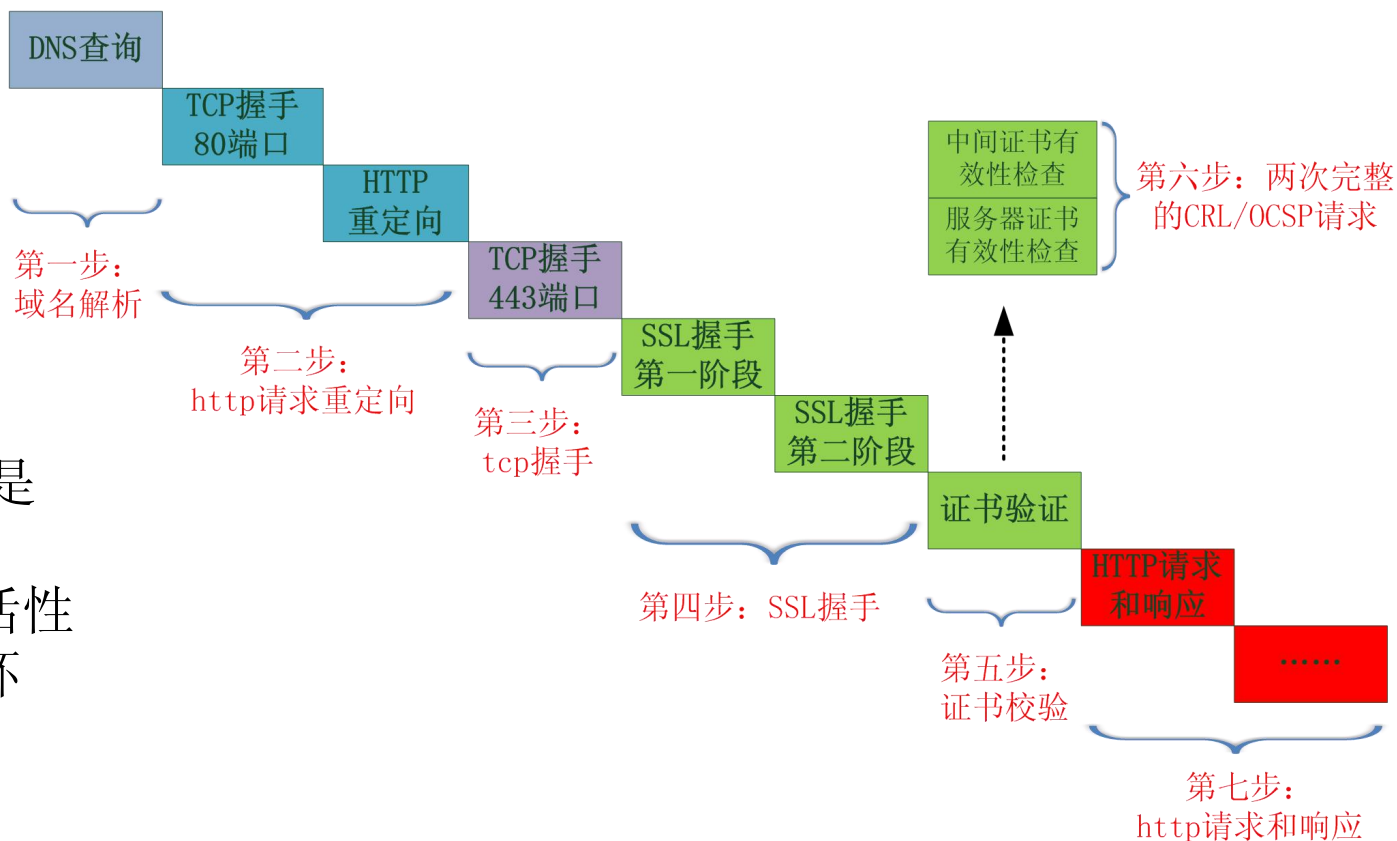 DNS查询
TCP握手
80端口
HTTP
重定向
TCP握手
443端口
SSL握手
第一阶段
SSL握手
第二阶段
证书验证
HTTP请求
和响应
……
中间证书有
效性检查
服务器证书
有效性检查
第六步：两次完整
的CRL/OCSP请求
第一步：
域名解析
第二步：
http请求重定向
第三步：
tcp握手
第四步：SSL握手
第五步：
证书校验
第七步：
http请求和响应
是
性